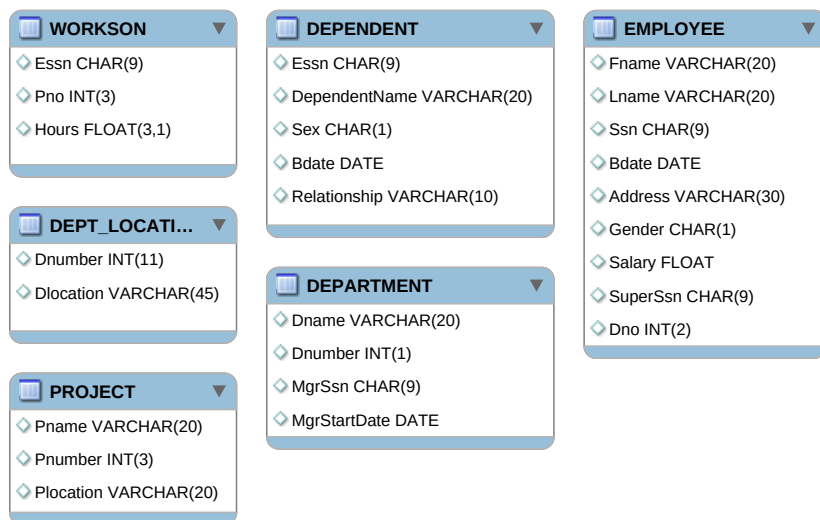 WORKSON
Essn CHAR(9)
Pno INT(3)
Hours FLOAT(3,1)
DEPT_LOCATI...
Dnumber INT(11)
Dlocation VARCHAR(45)
PROJECT
Pname VARCHAR(20)
Pnumber INT(3)
Plocation VARCHAR(20)
DEPENDENT
Essn CHAR(9)
DependentName VARCHAR(20)
Sex CHAR(1)
Bdate DATE
Relationship VARCHAR(10)
DEPARTMENT
Dname VARCHAR(20)
Dnumber INT(1)
MgrSsn CHAR(9)
MgrStartDate DATE
EMPLOYEE
Fname VARCHAR(20)
Lname VARCHAR(20)
Ssn CHAR(9)
Bdate DATE
Address VARCHAR(30)
Gender CHAR(1)
Salary FLOAT
SuperSsn CHAR(9)
Dno INT(2)